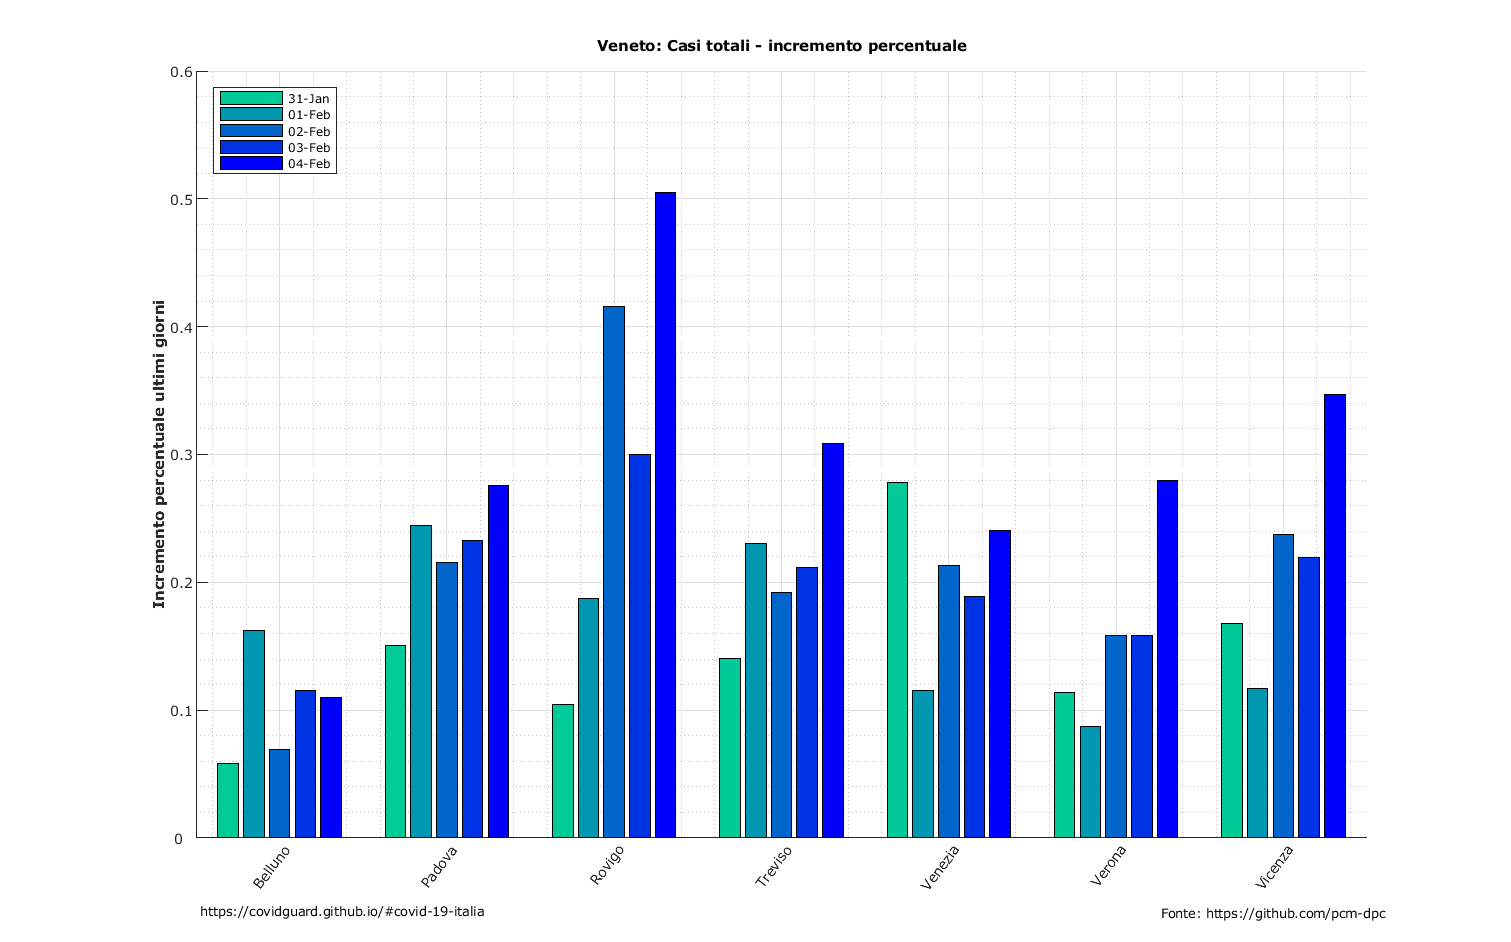 Veneto: Casi totali - incremento percentuale
31-Jan
01-Feb
02-Feb
03-Feb
04-Feb
Incremento percentuale ultimi giorni
0.6
0.5
0.4
0.3
0.2
0.1
0
Belluno
Padova
Rovigo
Treviso
Venezia
Verona
Vicenza
https://covidguard.github.io/#covid-19-italia
Fonte: https://github.com/pcm-dpc